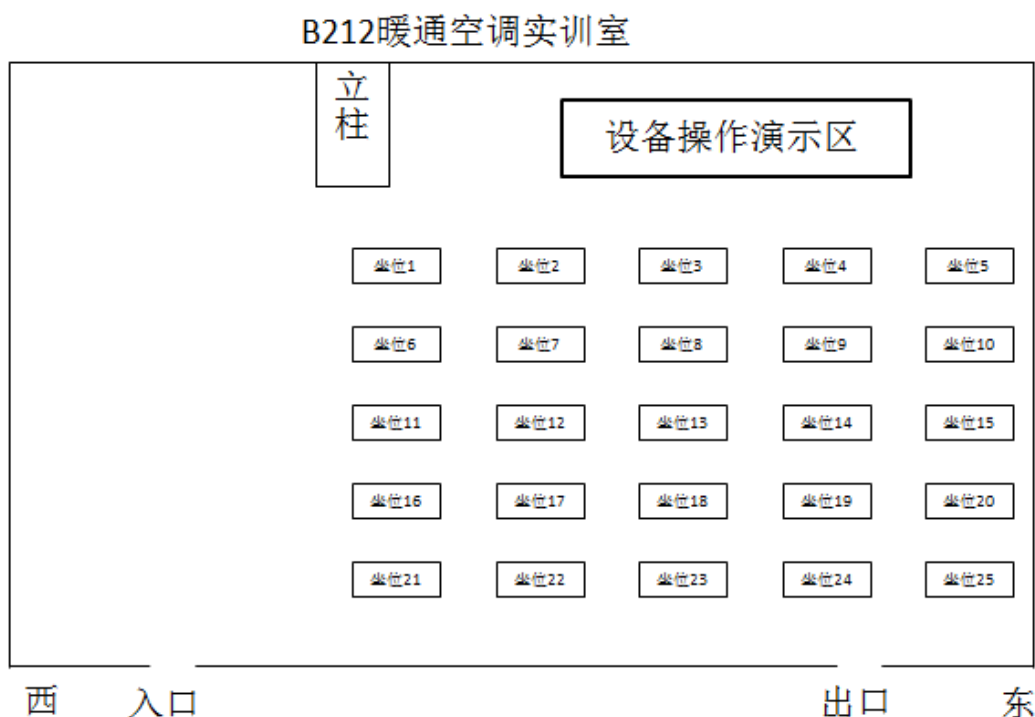 B212暖通空调实训室
立
柱
设备操作演示区
坐位1 坐位2 坐位3 坐位4 坐位5
坐位6 坐位7 坐位8 坐位9 坐位10
坐位11 坐位12 坐位13 坐位14 坐位15
坐位16 坐位17 坐位18 坐位19 坐位20
坐位21 坐位22 坐位23 坐位24 坐位25
西 入口 出口 东